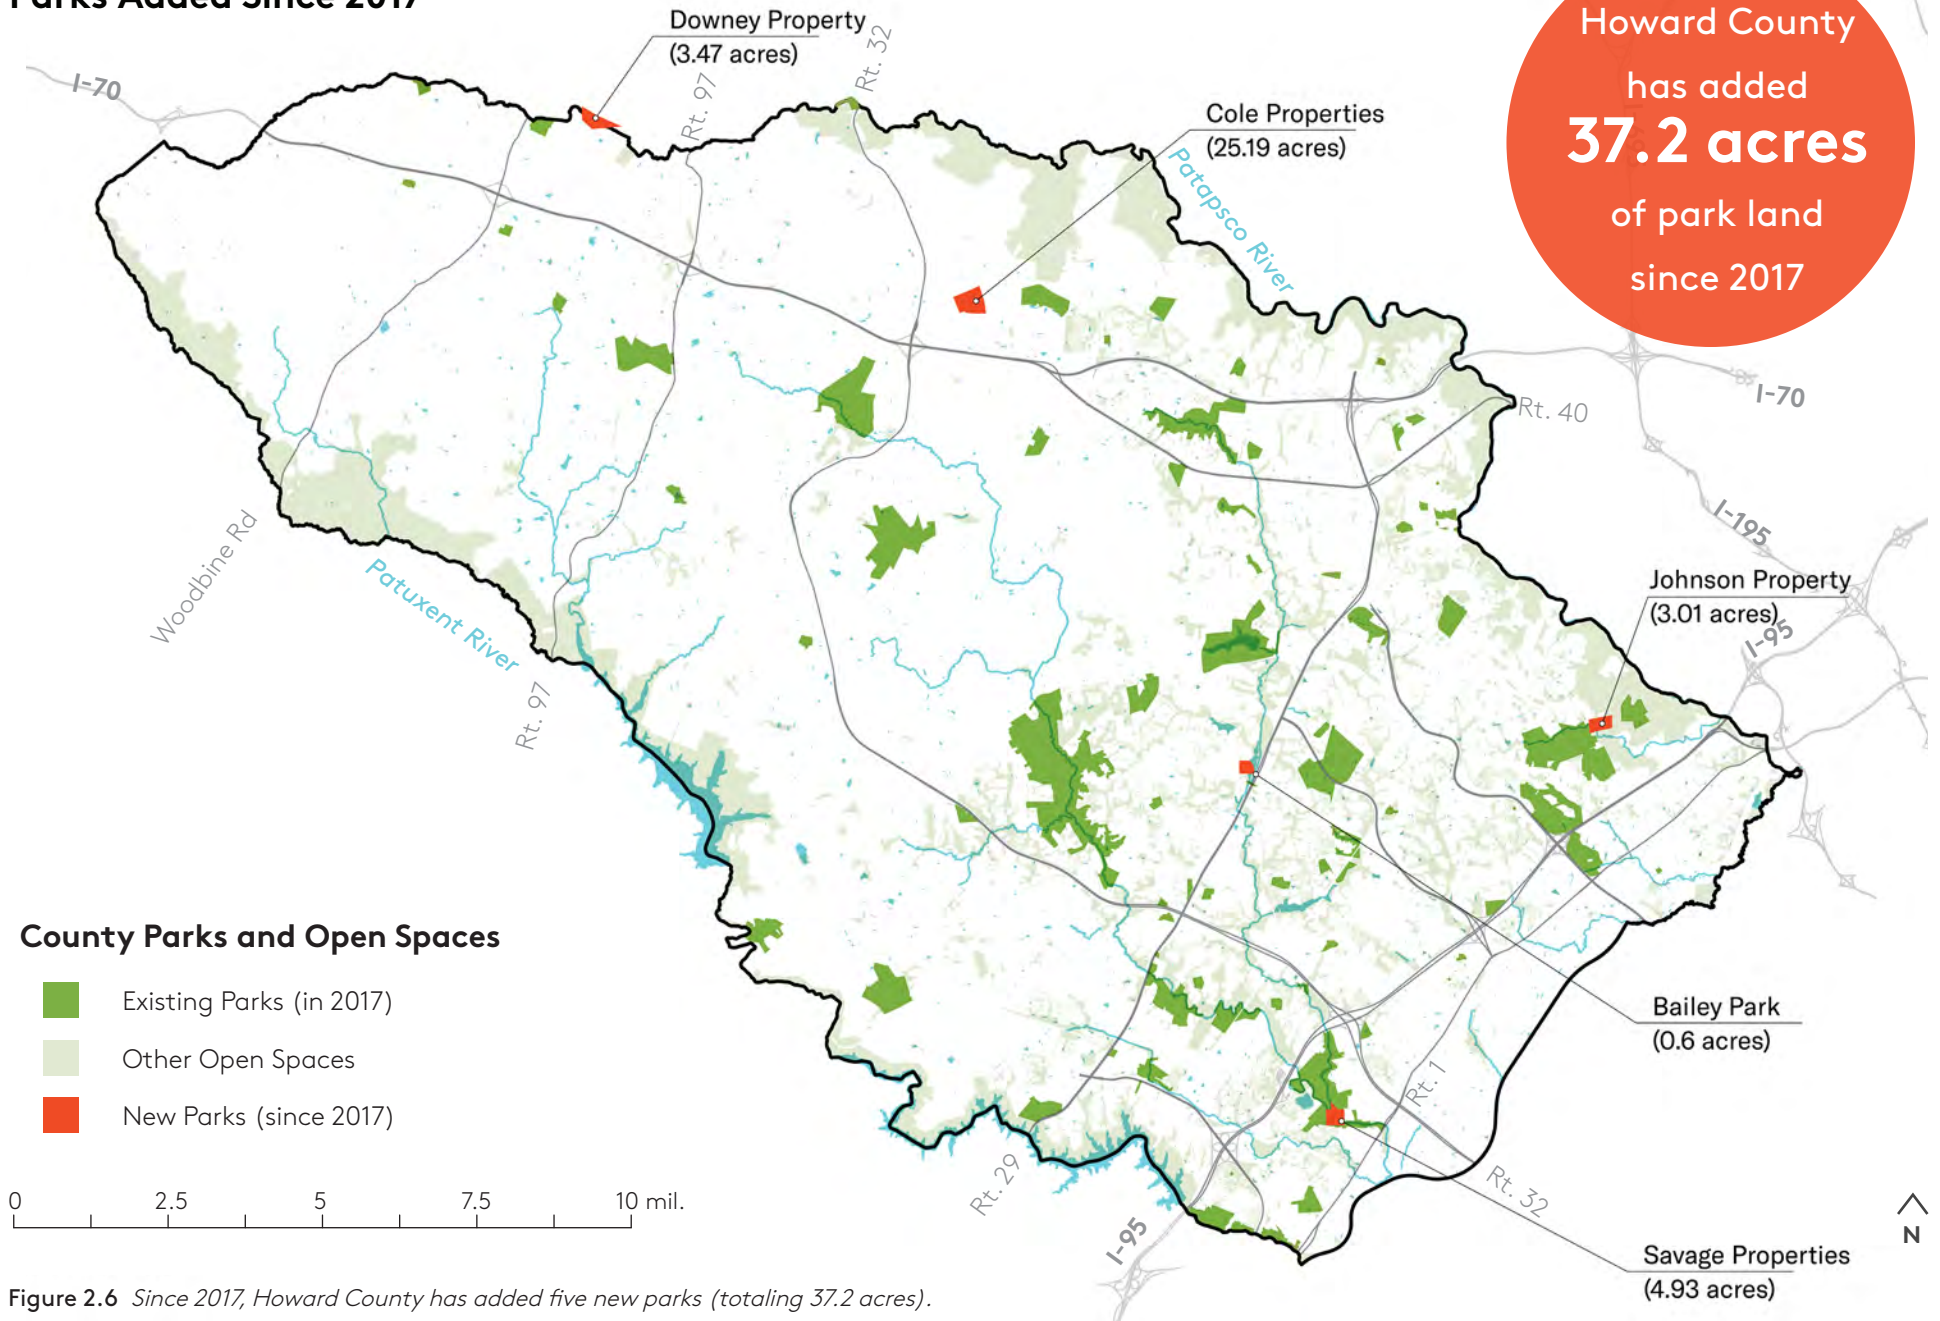 Parks Added Since 2017
Downey Property
(3.47 acres)
Rt. 32
Rt. 97
I-70
Cole Properties
(25.19 acres)
Patapsco River
Howard County
has added
37.2 acres
of park land
since 2017
I-70
Rt. 40
I-195
Woodbine Rd
Patuxent River
Rt. 97
Johnson Property
(3.01 acres)
I-95
County Parks and Open Spaces
Existing Parks (in 2017)
Other Open Spaces
New Parks (since 2017)
Bailey Park
(0.6 acres)
Rt. 1
Rt. 29
Rt. 32
I-95
0 2.5 5 7.5 10 mil.
Savage Properties
(4.93 acres)
N
Figure 2.6 Since 2017, Howard County has added five new parks (totaling 37.2 acres).